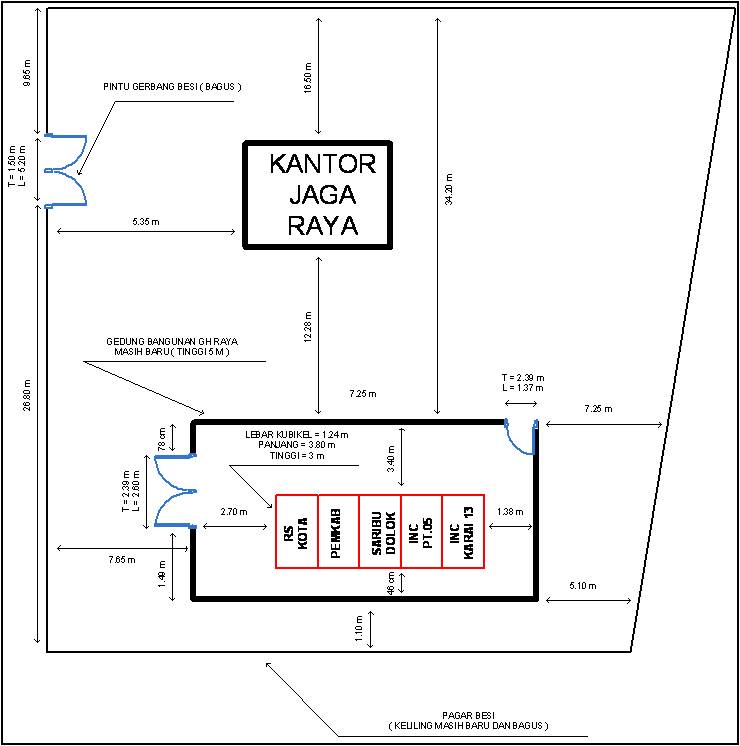 9.65 m
PINTU GERBANG BESI ( BAGUS )
16.50 m
T = 1.50 m
L = 5.20 m
KANTOR
JAGA
RAYA
34.20 m
5.35 m
12.28 m
GEDUNG BANGUNAN GH RAYA
MASIH BARU ( TINGGI 5 M )
26.80 m
7.25 m
T = 2.39 m
L = 1.37 m
7.25 m
78 cm
LEBAR KUBIKEL = 1.24 m
PANJANG = 3.80 m
TINGGI = 3 m
3.40 m
T = 2.39 m
L = 2.60 m
2.70 m
RS
KOTA
PEMKAB
SARIBU
DOLOK
INC
PT.05
INC
KARAI 13
1.38 m
7.65 m
1.49 m
46 cm
5.10 m
1.10 m
PAGAR BESI
( KELILING MASIH BARU DAN BAGUS )